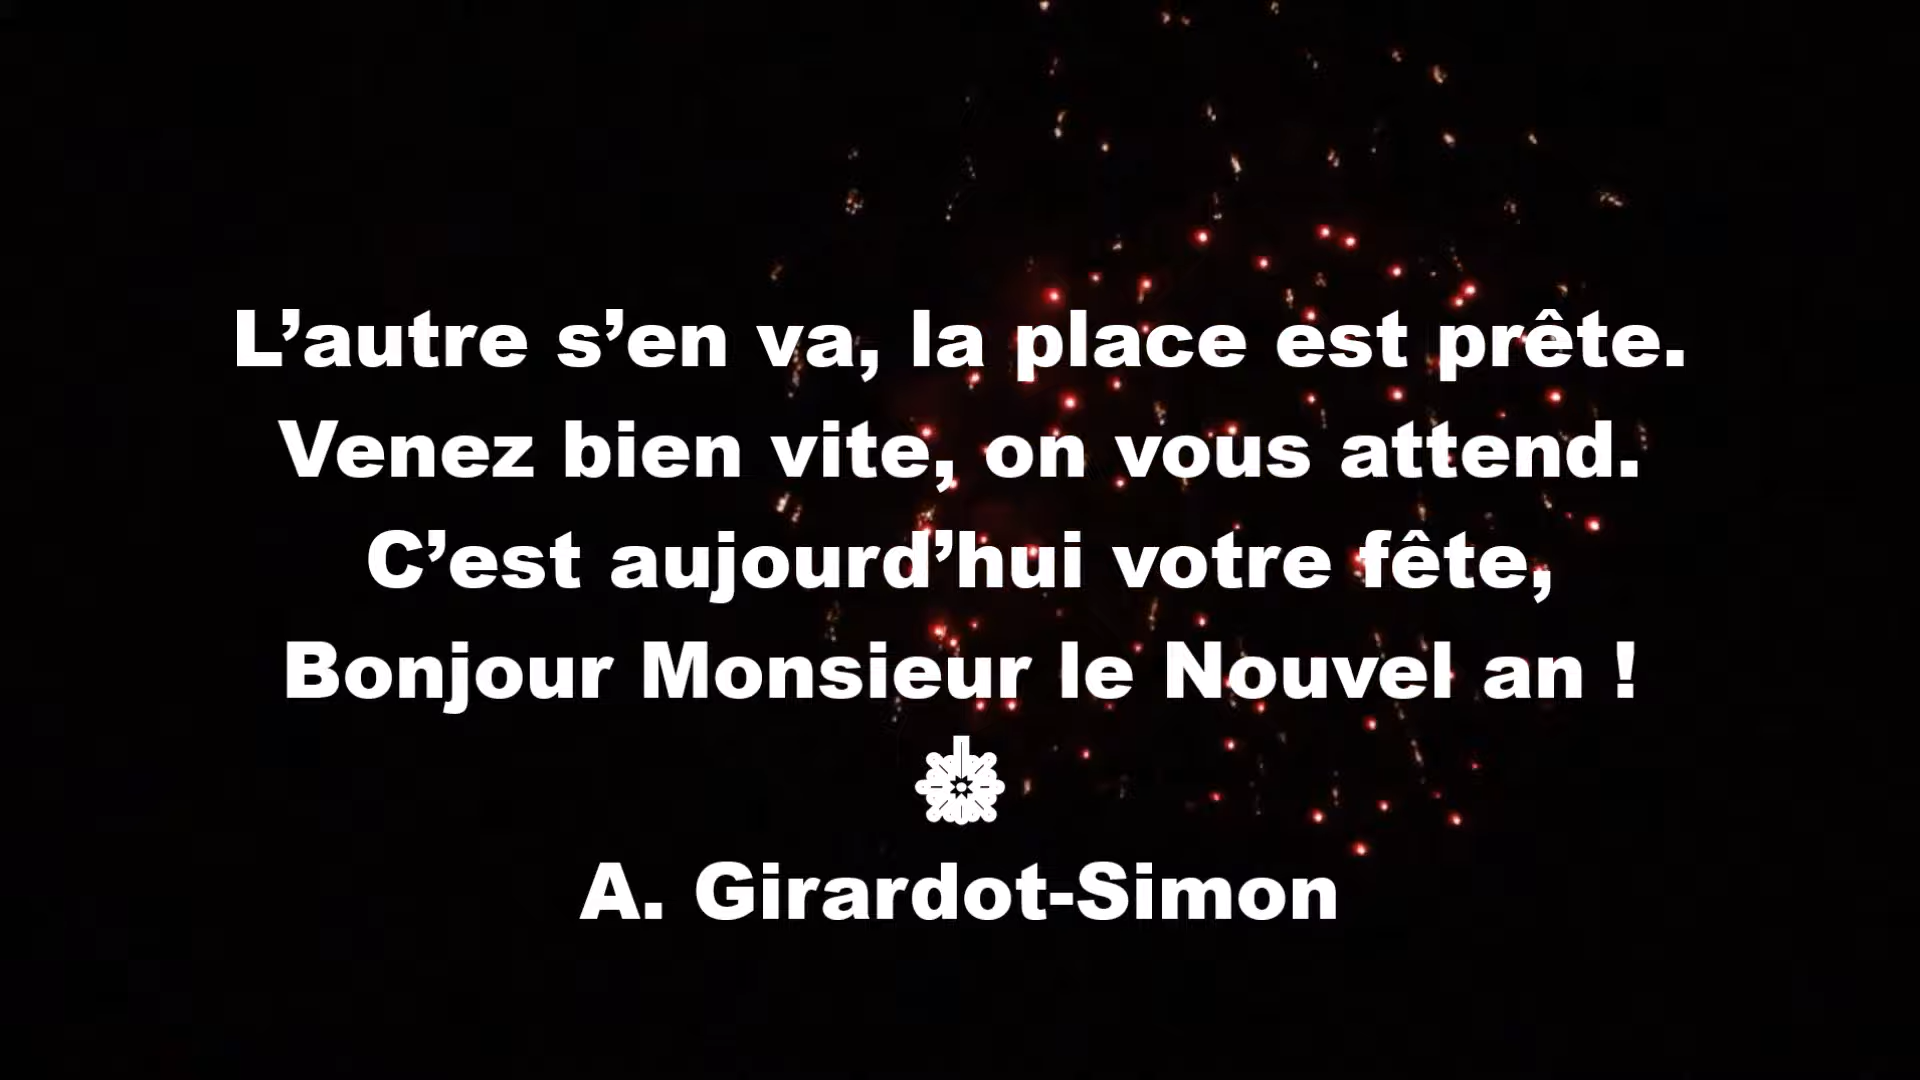 L’autre s’en va, la place est prête.
Venez bien vite, on vous attend.
C’est aujourd’hui votre fête,
Bonjour Monsieur le Nouvel an !
A. Girardot-Simon